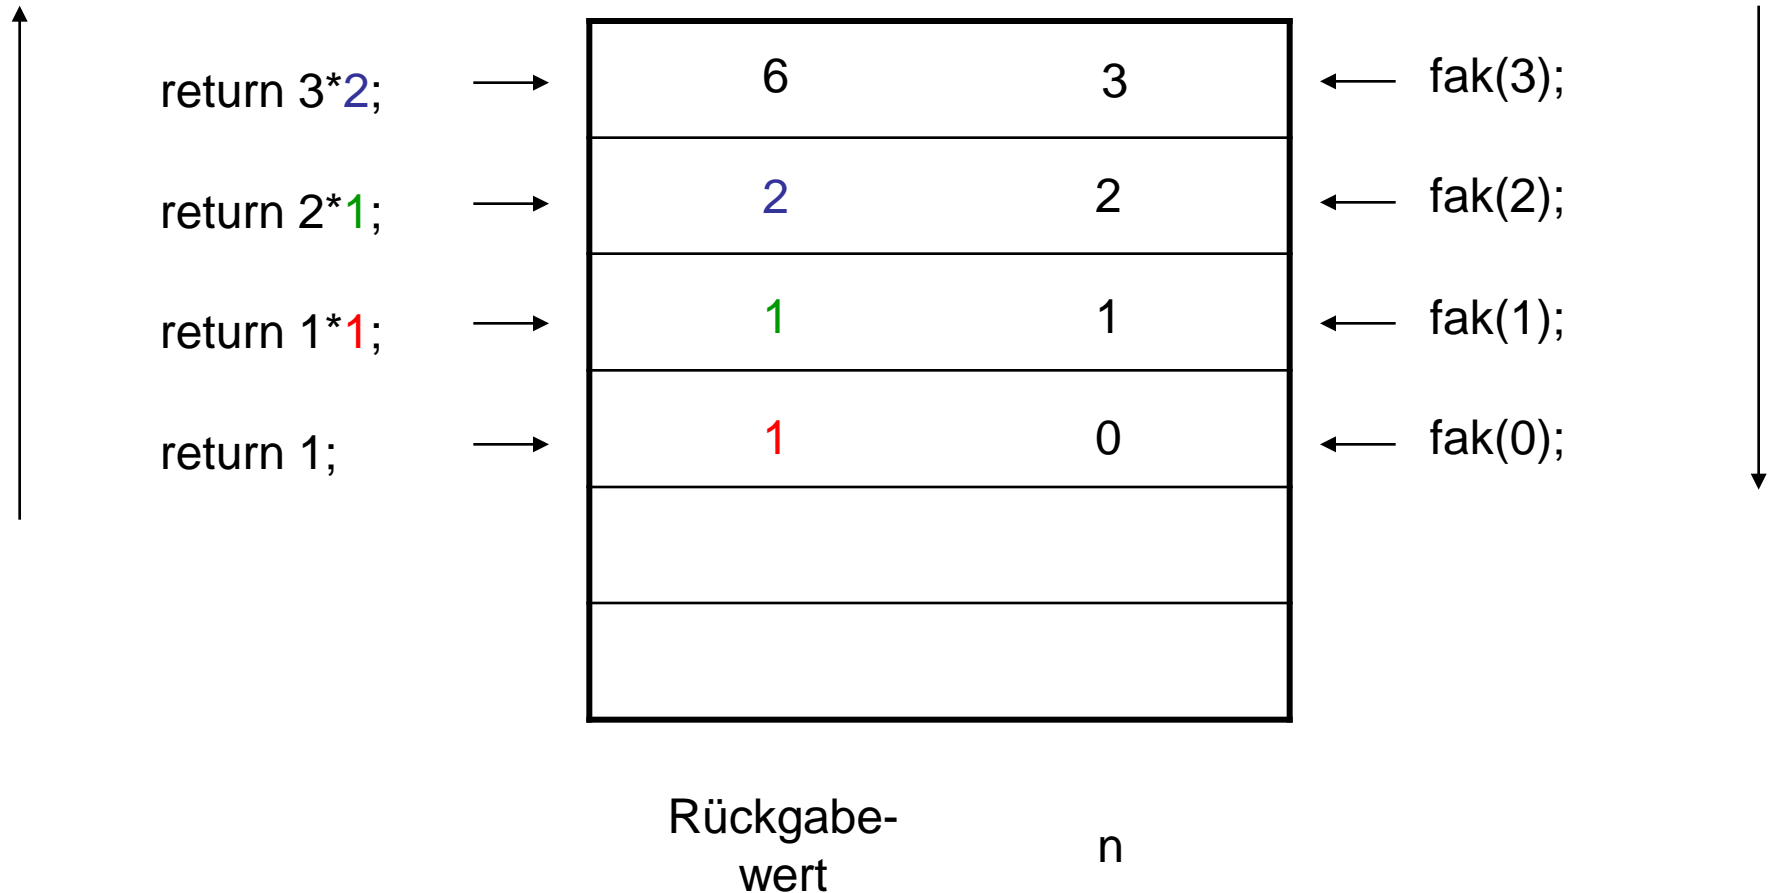 return 3*2; 6 3 fak(3);
return 2*1; 2 2 fak(2);
return 1*1; 1 1 fak(1);
return 1; 1 0 fak(0);
Rückgabe-
wert
n